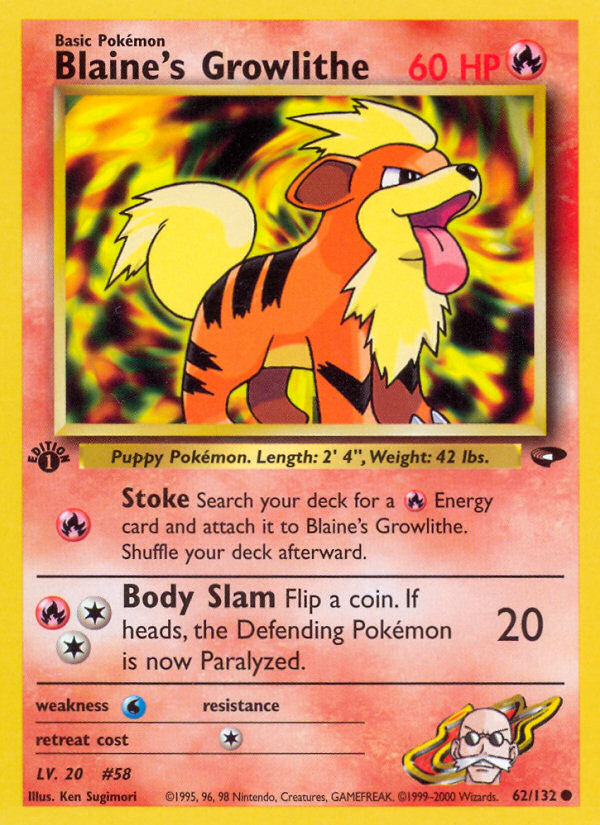 Basic Pokémon
Blaine's Growlithe 60 HP
EDITION
1
Puppy Pokémon. Length: 2' 4", Weight: 42 lbs.
Stoke Search your deck for a Energy
card and attach it to Blaine's Growlithe.
Shuffle your deck afterward.
Body Slam Flip a coin. If
heads, the Defending Pokémon
is now Paralyzed.
20
weakness resistance
retreat cost
LV. 20 #58
Illus. Ken Sugimori ©1995, 96, 98 Nintendo, Creatures, GAMEFREAK. ©1999-2000 Wizards. 62/132